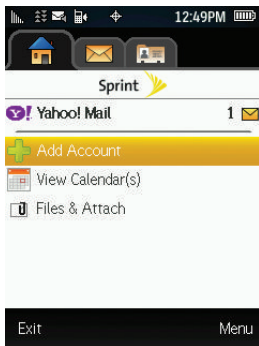 12:49PM
Sprint
Y! Yahoo! Mail 1
Add Account
View Calendar(s)
Files & Attach
Exit Menu